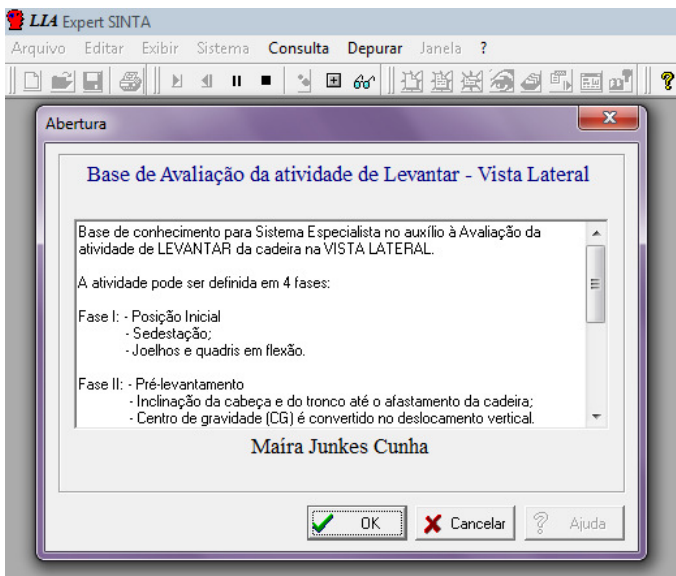 LIA Expert SINTA
Arquivo Editar Exibir Sistema Consulta Depurar Janela ?
Abertura
Base de Avaliação da atividade de Levantar - Vista Lateral
Base de conhecimento para Sistema Especialista no auxílio à Avaliação da
atividade de LEVANTAR da cadeira na VISTA LATERAL.
A atividade pode ser definida em 4 fases:
Fase I: - Posição Inicial
- Sedestação;
- Joelhos e quadris em flexão.
Fase II: - Pré-levantamento
- Inclinação da cabeça e do tronco até o afastamento da cadeira;
- Centro de gravidade (CG) é convertido no deslocamento vertical.
Maíra Junkes Cunha
OK Cancelar Ajuda